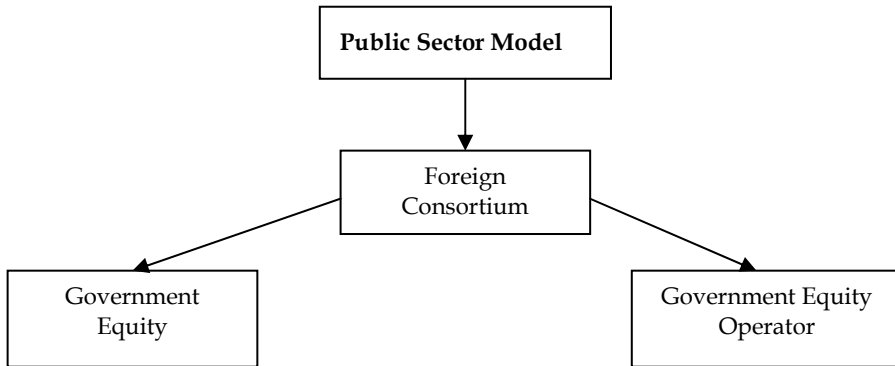 Public Sector Model
Foreign
Consortium
Government
Equity
Government Equity
Operator